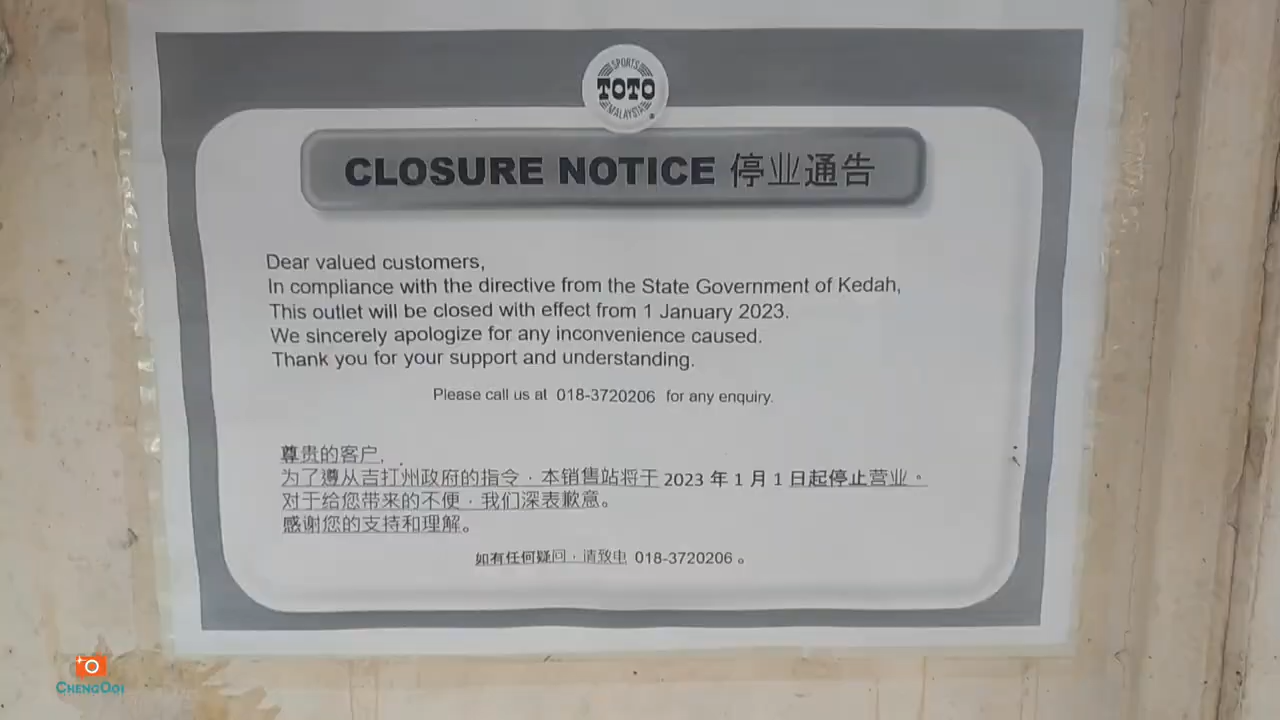 SPORTS
TOTO
MALAYSIA
CLOSURE NOTICE 停业通告
Dear valued customers,
In compliance with the directive from the State Government of Kedah,
This outlet will be closed with effect from 1 January 2023.
We sincerely apologize for any inconvenience caused.
Thank you for your support and understanding.
Please call us at 018-3720206 for any enquiry.
尊贵的客户,
为了遵从吉打州政府的指令，本销售站将于 2023 年 1 月 1 日起停止营业。
对于给您带来的不便，我们深表歉意。
感谢您的支持和理解。
如有任何疑问，请致电 018-3720206。
CHENGOOI